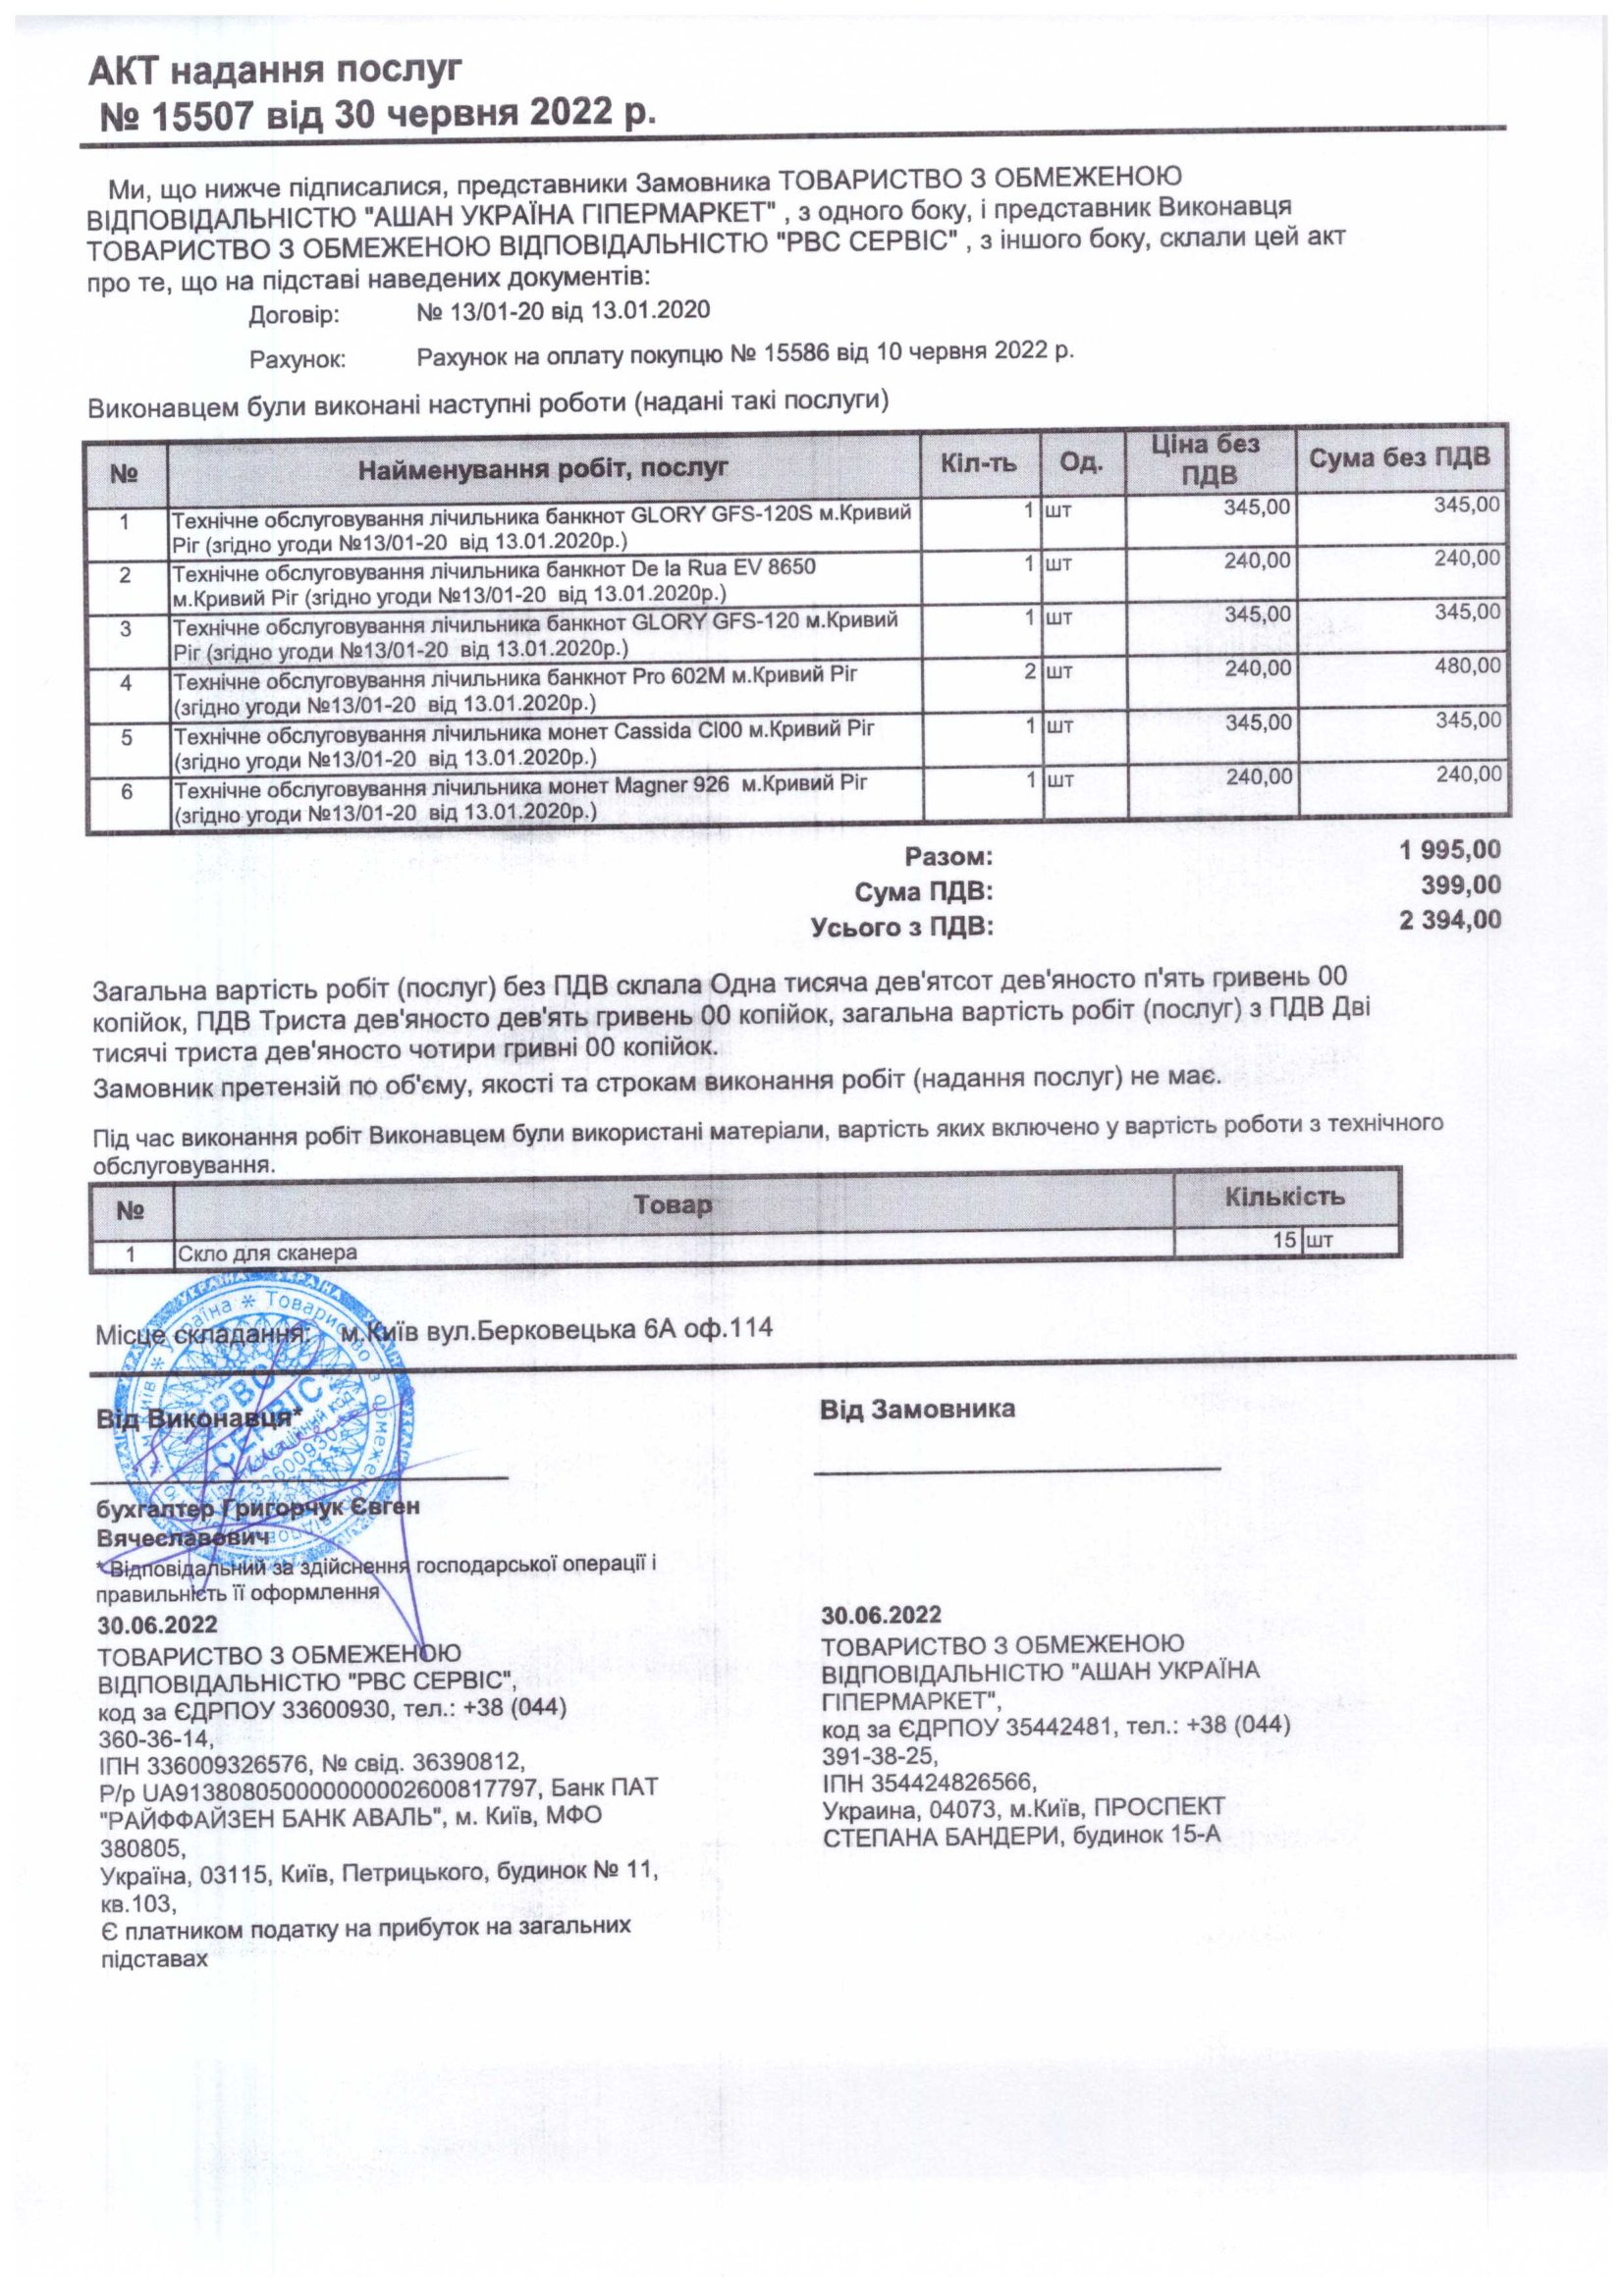 АКТ надання послуг
№ 15507 від 30 червня 2022 р.
Ми, що нижче підписалися, представники Замовника ТОВАРИСТВО З ОБМЕЖЕНОЮ
ВІДПОВІДАЛЬНІСТЮ "АШАН УКРАЇНА ГІПЕРМАРКЕТ" , з одного боку, і представник Виконавця
ТОВАРИСТВО З ОБМЕЖЕНОЮ ВІДПОВІДАЛЬНІСТЮ "РВС СЕРВІС" , з іншого боку, склали цей акт
про те, що на підставі наведених документів:
Договір: № 13/01-20 від 13.01.2020
Рахунок: Рахунок на оплату покупцю № 15586 від 10 червня 2022 р.
Виконавцем були виконані наступні роботи (надані такі послуги)
№ Найменування робіт, послуг Кіл-ть Од. Ціна без ПДВ Сума без ПДВ
1 Технічне обслуговування лічильника банкнот GLORY GFS-120S м.Кривий 1 шт 345,00 345,00
Ріг (згідно угоди №13/01-20 від 13.01.2020р.)
2 Технічне обслуговування лічильника банкнот De la Rua EV 8650 1 шт 240,00 240,00
м.Кривий Ріг (згідно угоди №13/01-20 від 13.01.2020р.)
3 Технічне обслуговування лічильника банкнот GLORY GFS-120 м.Кривий 1 шт 345,00 345,00
Ріг (згідно угоди №13/01-20 від 13.01.2020р.)
4 Технічне обслуговування лічильника банкнот Pro 602M м.Кривий Ріг 2 шт 240,00 480,00
(згідно угоди №13/01-20 від 13.01.2020р.)
5 Технічне обслуговування лічильника монет Cassida Cl00 м.Кривий Ріг 1 шт 345,00 345,00
(згідно угоди №13/01-20 від 13.01.2020р.)
6 Технічне обслуговування лічильника монет Magner 926 м.Кривий Ріг 1 шт 240,00 240,00
(згідно угоди №13/01-20 від 13.01.2020р.)
Разом: 1 995,00
Сума ПДВ: 399,00
Усього з ПДВ: 2 394,00
Загальна вартість робіт (послуг) без ПДВ склала Одна тисяча дев'ятсот дев'яносто п'ять гривень 00
копійок, ПДВ Триста дев'яносто дев'ять гривень 00 копійок, загальна вартість робіт (послуг) з ПДВ Дві
тисячі триста дев'яносто чотири гривні 00 копійок.
Замовник претензій по об'єму, якості та строкам виконання робіт (надання послуг) не має.
Під час виконання робіт Виконавцем були використані матеріали, вартість яких включено у вартість роботи з технічного
обслуговування.
№ Товар Кількість
1 Скло для сканера 15 шт
Місце складання: м.Київ вул.Берковецька 6А оф.114
Від Виконавця*
бухгалтер Григорчук Євген
Вячеславович
* Відповідальний за здійснення господарської операції і
правильність її оформлення
30.06.2022
ТОВАРИСТВО З ОБМЕЖЕНОЮ
ВІДПОВІДАЛЬНІСТЮ "РВС СЕРВІС",
код за ЄДРПОУ 33600930, тел.: +38 (044)
360-36-14,
ІПН 336009326576, № свід. 36390812,
Р/р UA913808050000000002600817797, Банк ПАТ
"РАЙФФАЙЗЕН БАНК АВАЛЬ", м. Київ, МФО
380805,
Україна, 03115, Київ, Петрицького, будинок № 11,
кв.103,
Є платником податку на прибуток на загальних
підставах
Від Замовника
30.06.2022
ТОВАРИСТВО З ОБМЕЖЕНОЮ
ВІДПОВІДАЛЬНІСТЮ "АШАН УКРАЇНА
ГІПЕРМАРКЕТ",
код за ЄДРПОУ 35442481, тел.: +38 (044)
391-38-25,
ІПН 354424826566,
Украина, 04073, м.Київ, ПРОСПЕКТ
СТЕПАНА БАНДЕРИ, будинок 15-А